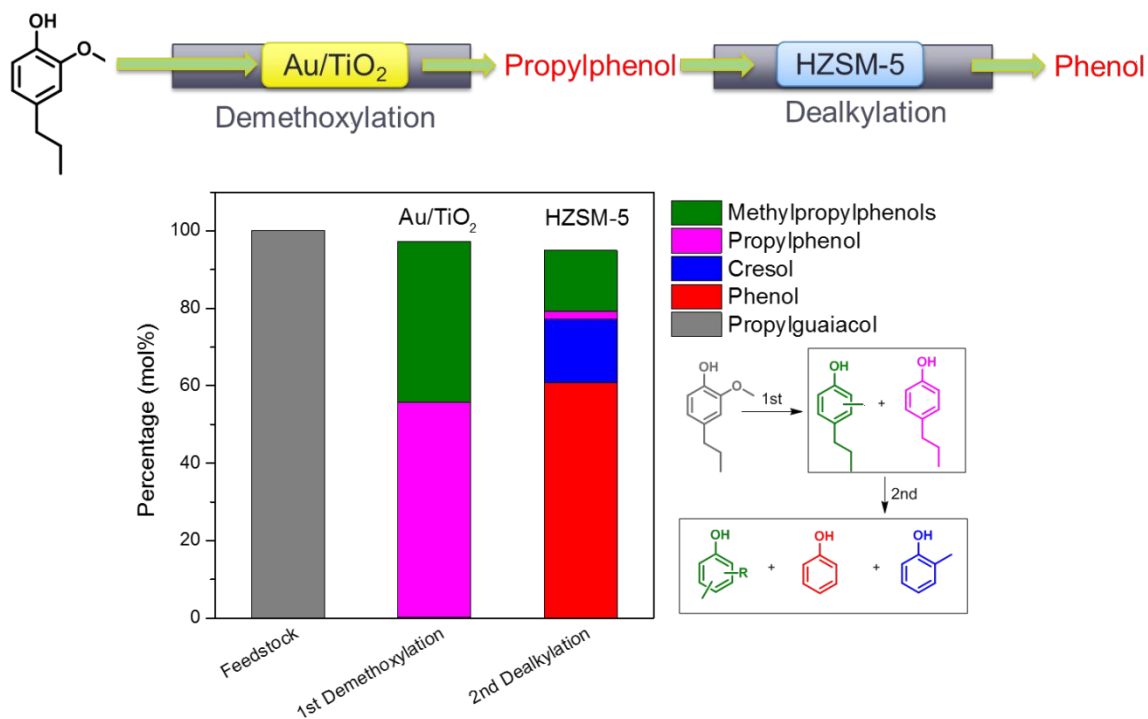 OH
O
Au/TiO₂
Propylphenol
HZSM-5
Phenol
Demethoxylation
Dealkylation
Percentage (mol%)
100
80
60
40
20
0
Au/TiO₂
HZSM-5
Feedstock
1st Demethoxylation
2nd Dealkylation
Methylpropylphenols
Propylphenol
Cresol
Phenol
Propylguaiacol
OH
O
1st
OH
+
OH
2nd
OH
R
+
OH
+
OH